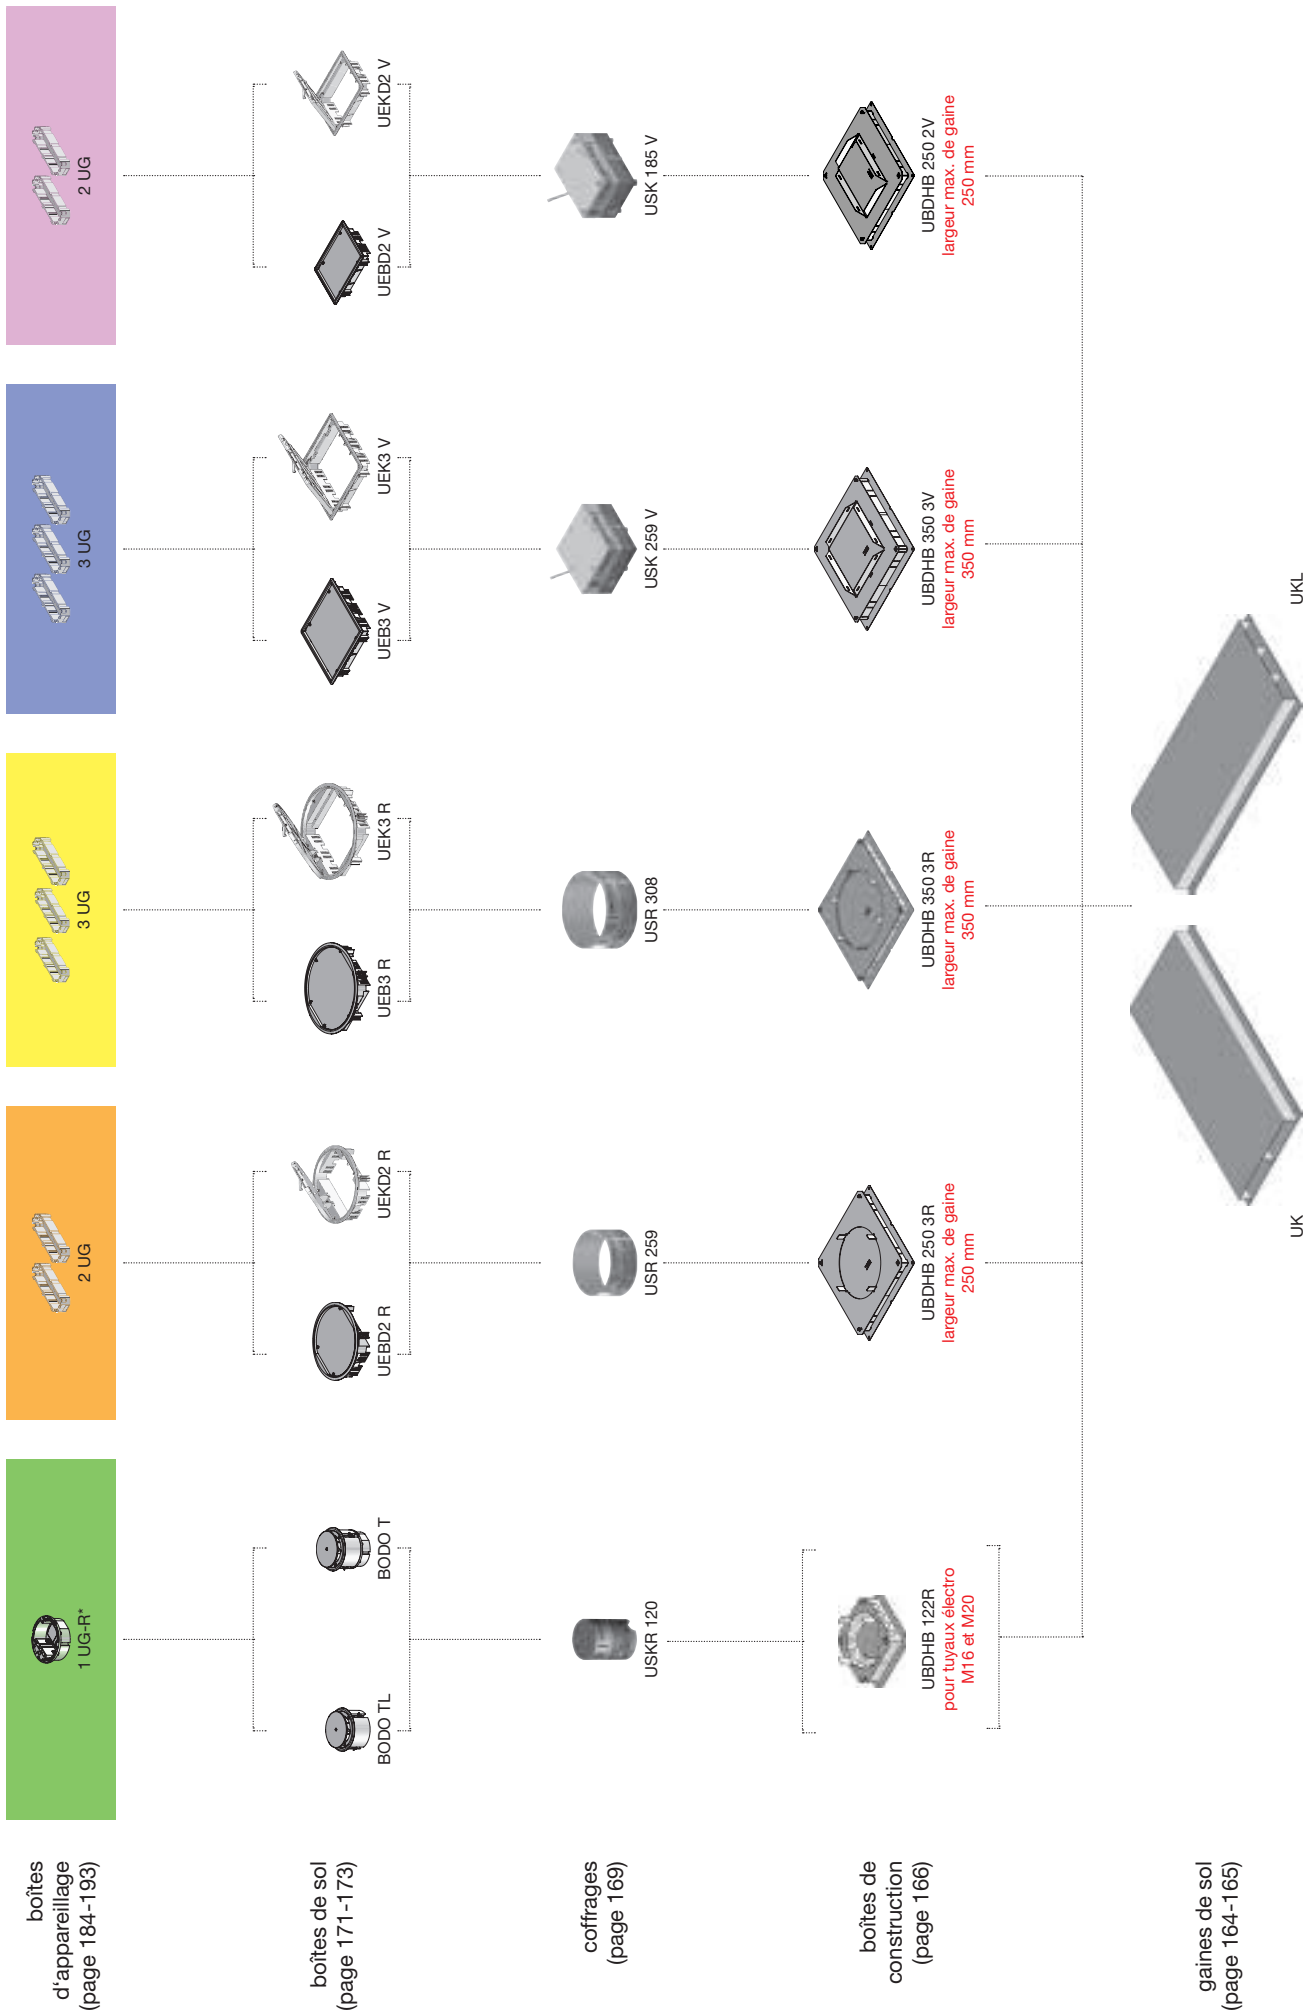 boîtes
d'appareillage
(page 184-193)
1 UG-R*
2 UG
3 UG
3 UG
2 UG
boîtes de sol
(page 171-173)
BODO TL
BODO T
UEBD2 R
UEKD2 R
UEB3 R
UEK3 R
UEB3 V
UEK3 V
UEBD2 V
UEKD2 V
coffrages
(page 169)
USKR 120
USR 259
USR 308
USK 259 V
USK 185 V
boîtes de
construction
(page 166)
UBDHB 122R
pour tuyaux électro
M16 et M20
UBDHB 250 3R
largeur max. de gaine
250 mm
UBDHB 350 3R
largeur max. de gaine
350 mm
UBDHB 350 3V
largeur max. de gaine
350 mm
UBDHB 250 2V
largeur max. de gaine
250 mm
gaines de sol
(page 164-165)
UK
UKL